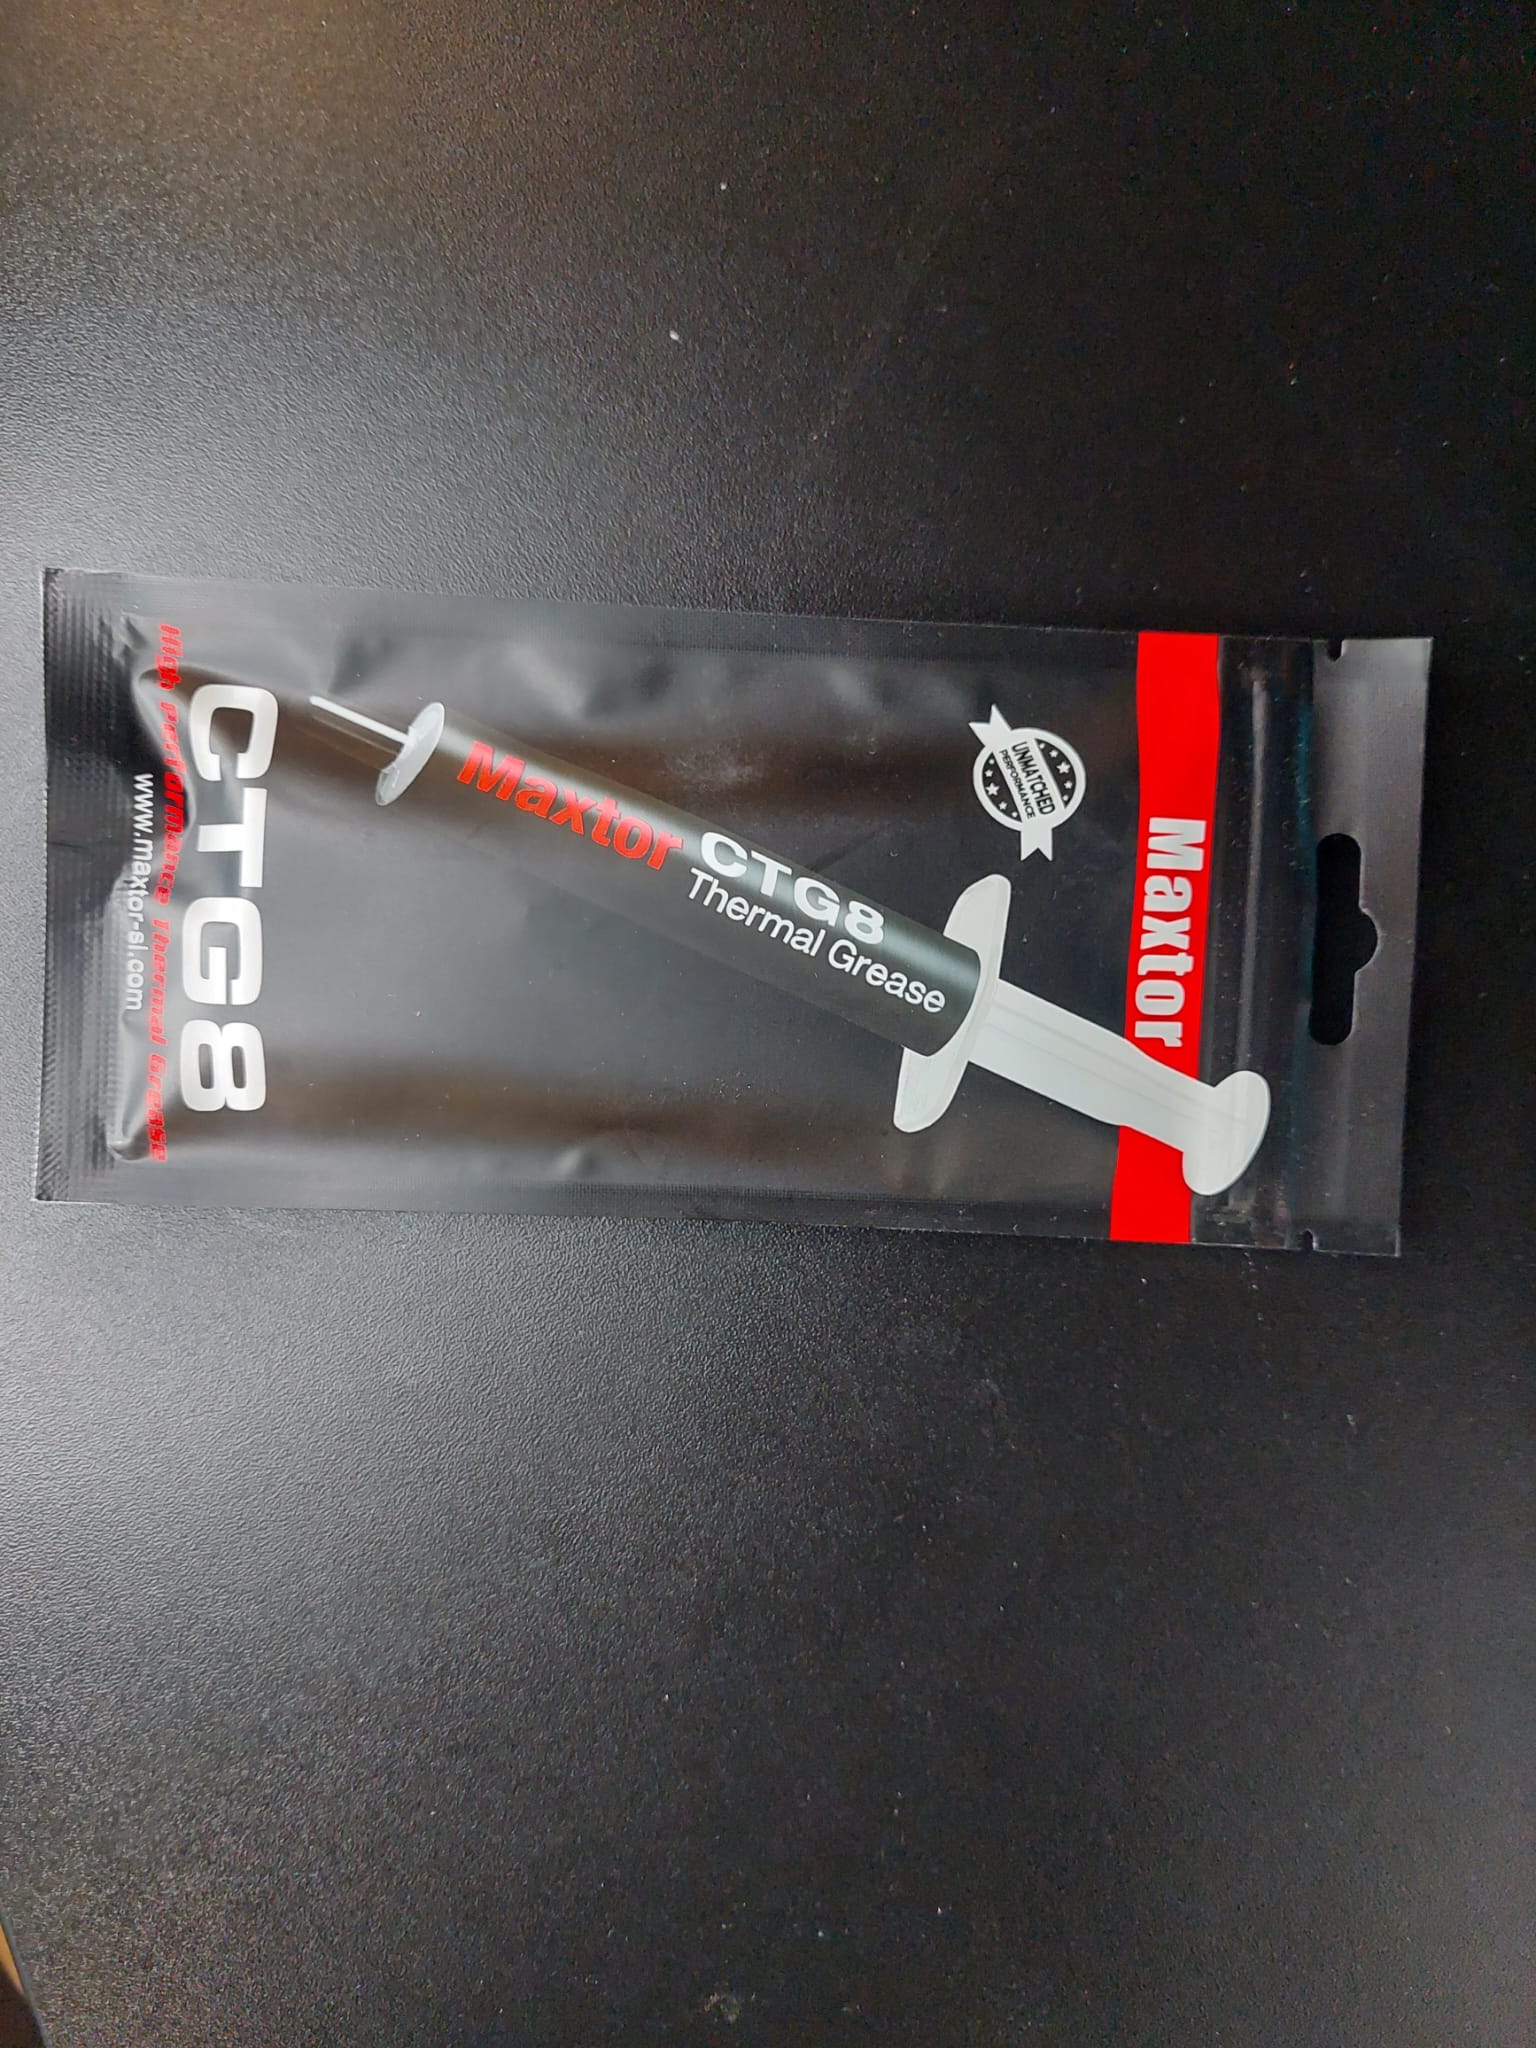 Maxtor
UNMATCHED
PERFORMANCE
Maxtor CTG8
Thermal Grease
CTG8
High Performance Thermal Grease
www.maxtor-sl.com